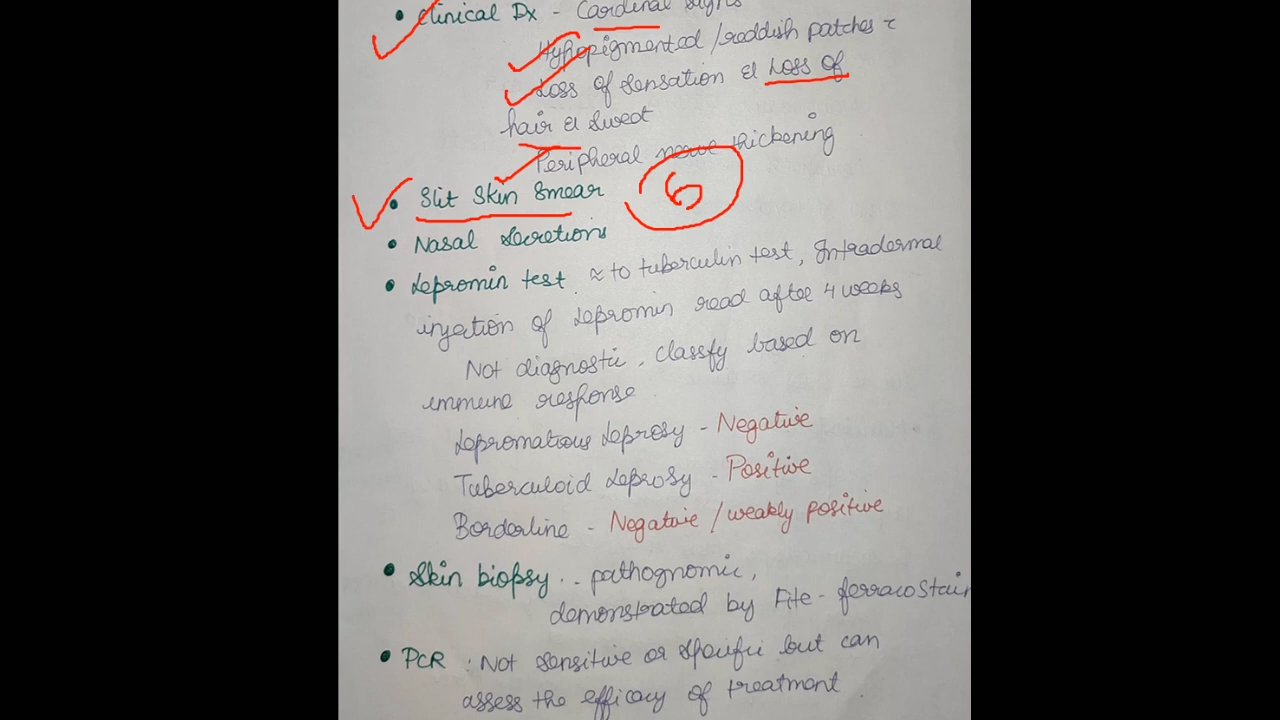 • Clinical Dx - Cardinal signs
Hypopigmented / reddish patches c
Loss of sensation & Loss of
hair & sweat
Peripheral nerve thickening
• Slit Skin Smear
6
• Nasal secretions
• Lepromin test ≈ to tuberculin test, Intradermal
injection of Lepromin read after 4 weeks
Not diagnostic, classify based on
immune response
Lepromatous Leprosy - Negative
Tuberculoid Leprosy - Positive
Borderline - Negative / weakly positive
• Skin biopsy .. pathognomic,
demonstrated by Fite - ferraco stain
• PCR : Not sensitive or specific but can
assess the efficacy of treatment